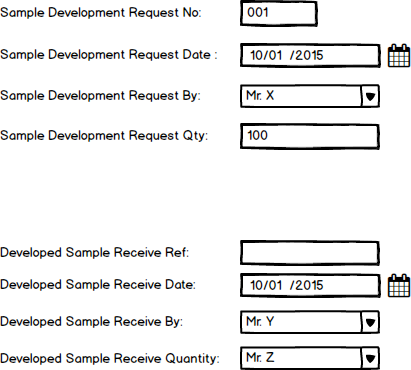 Sample Development Request No: 001
Sample Development Request Date : 10/01 /2015
Sample Development Request By: Mr. X
Sample Development Request Qty: 100
Developed Sample Receive Ref:
Developed Sample Receive Date: 10/01 /2015
Developed Sample Receive By: Mr. Y
Developed Sample Receive Quantity: Mr. Z